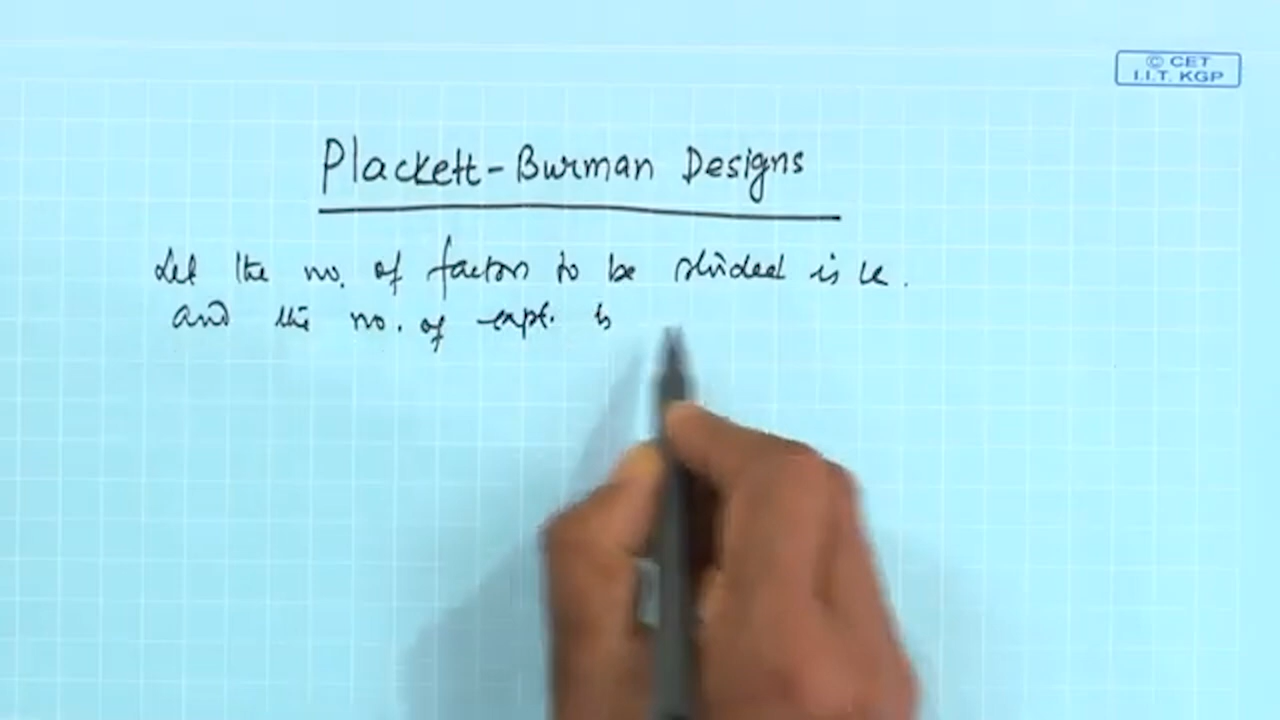 © CET
I.I.T. KGP
Plackett-Burman Designs
Let the no. of factors to be studied is k.
and the no. of expt. is